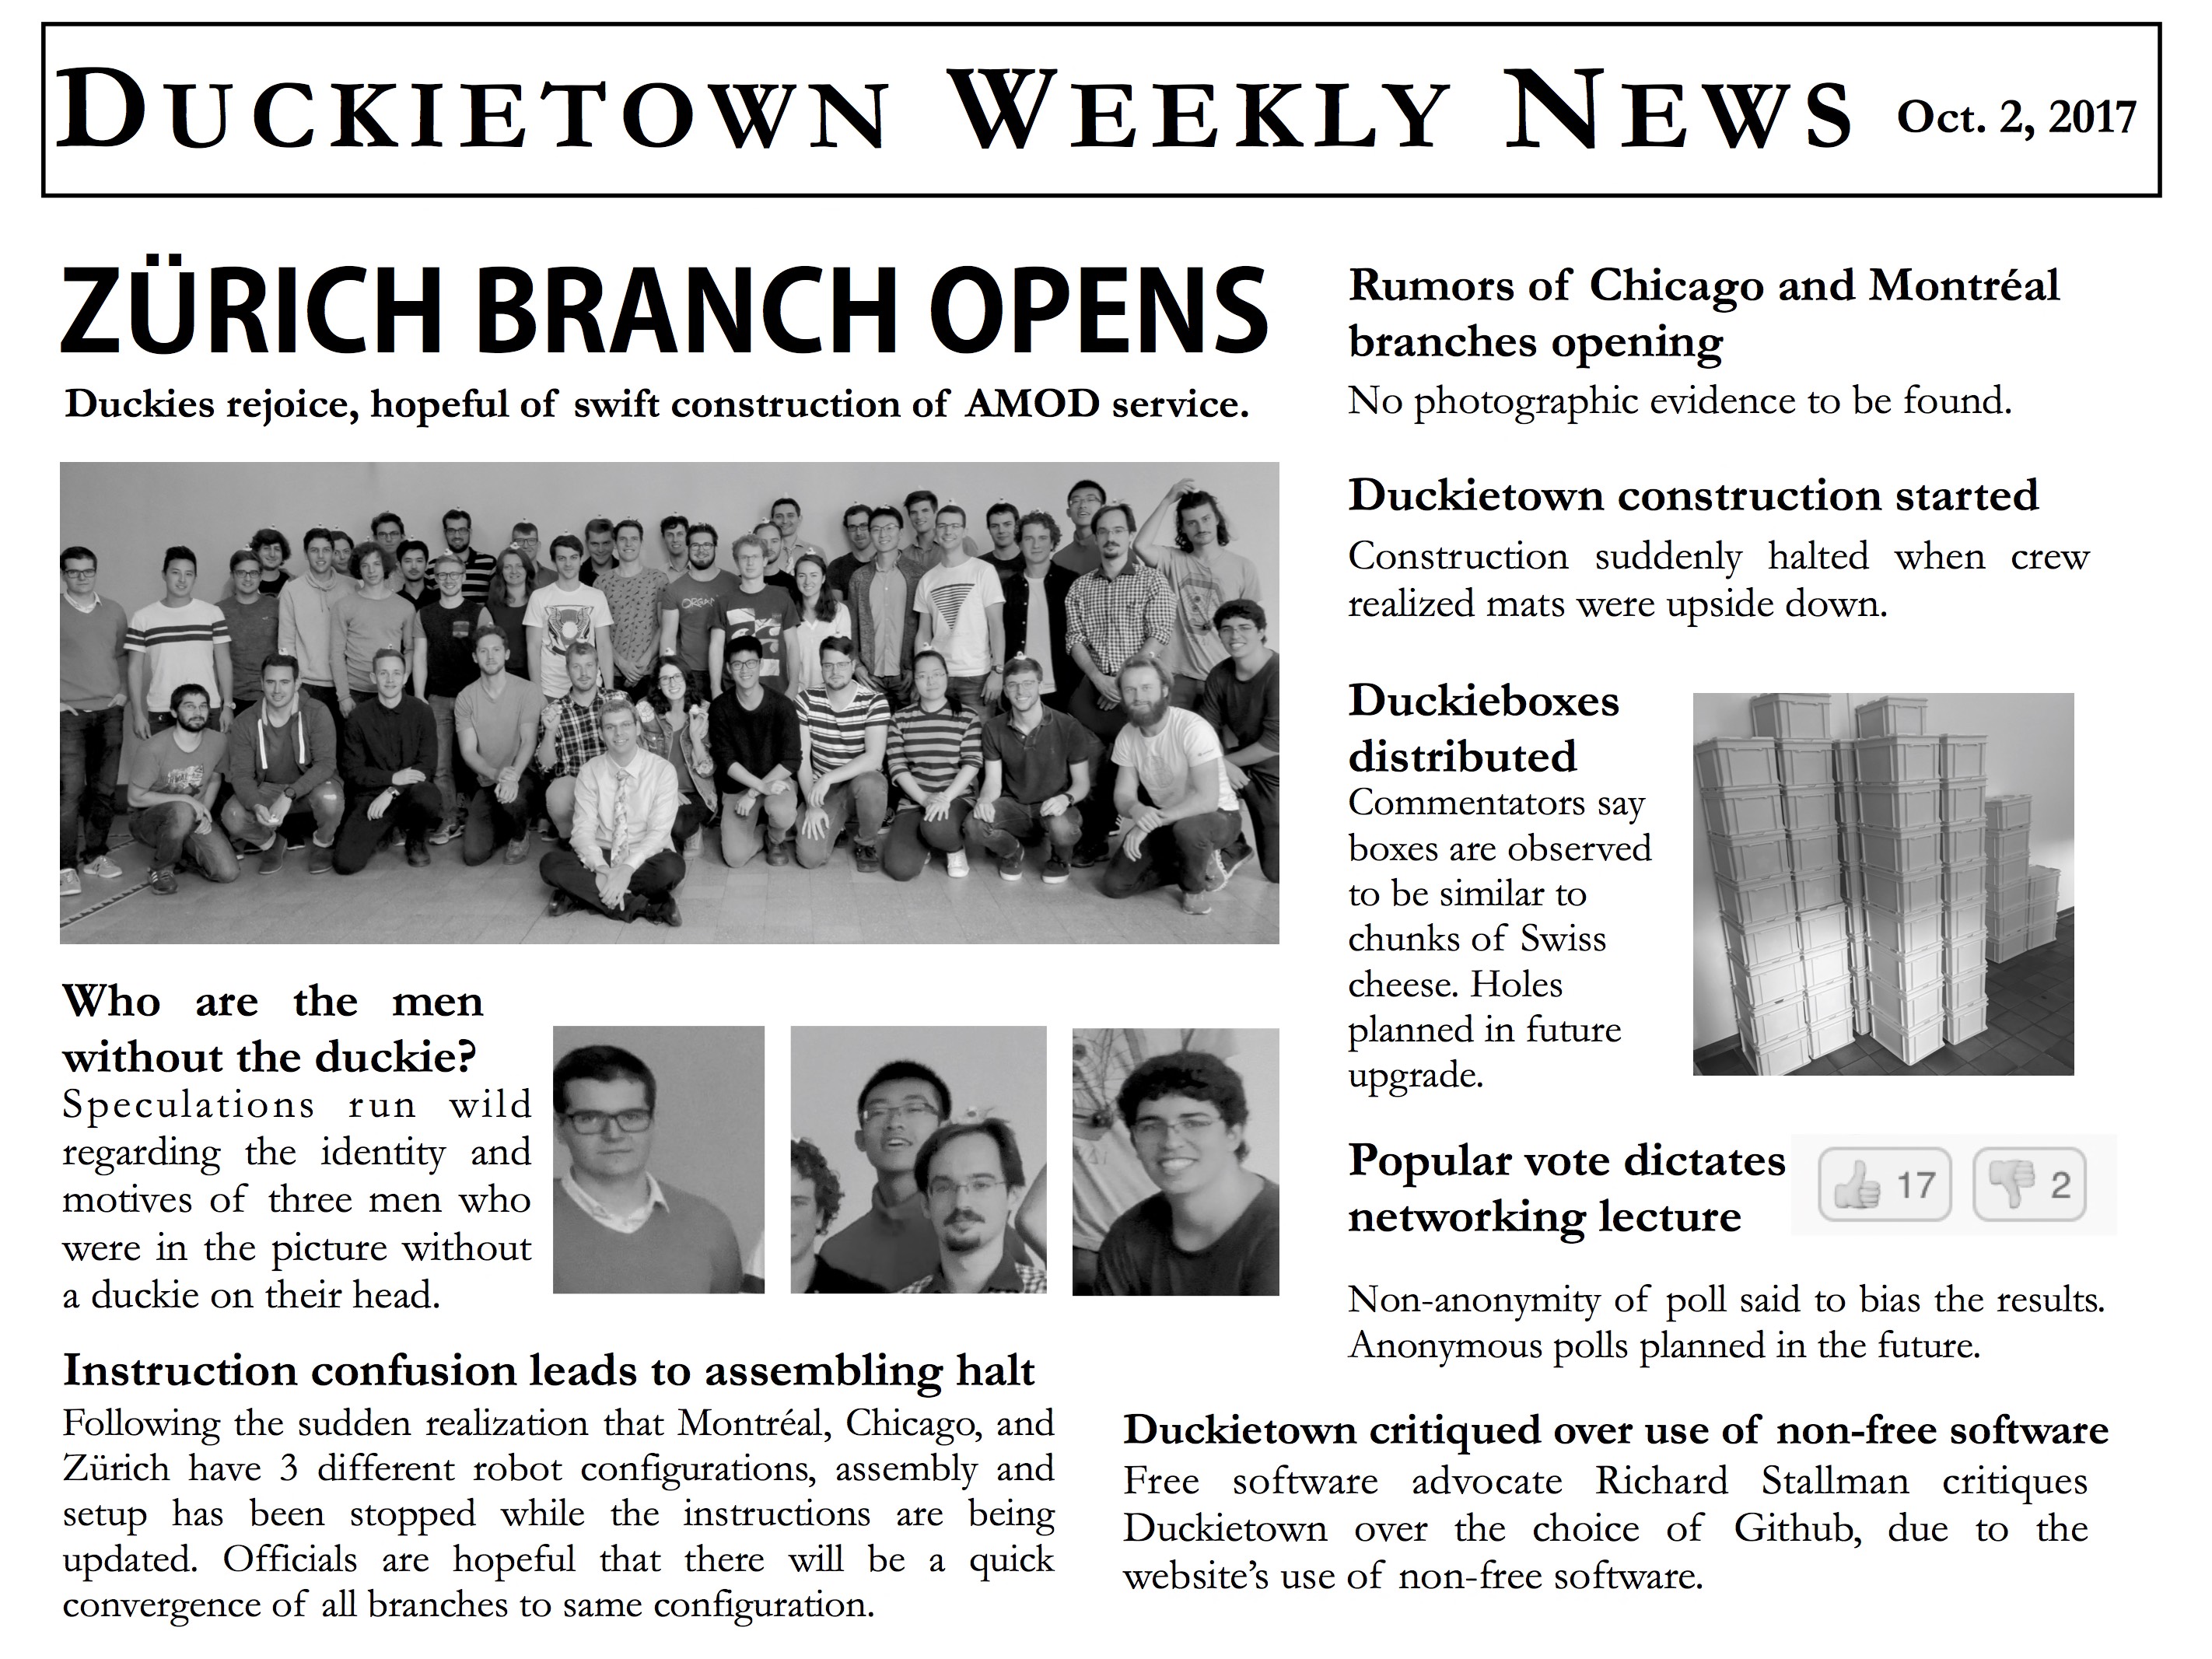 DUCKIETOWN WEEKLY NEWS Oct. 2, 2017
ZÜRICH BRANCH OPENS
Duckies rejoice, hopeful of swift construction of AMOD service.
Who are the men
without the duckie?
Speculations run wild
regarding the identity and
motives of three men who
were in the picture without
a duckie on their head.
Instruction confusion leads to assembling halt
Following the sudden realization that Montréal, Chicago, and
Zürich have 3 different robot configurations, assembly and
setup has been stopped while the instructions are being
updated. Officials are hopeful that there will be a quick
convergence of all branches to same configuration.
Rumors of Chicago and Montréal
branches opening
No photographic evidence to be found.
Duckietown construction started
Construction suddenly halted when crew
realized mats were upside down.
Duckieboxes
distributed
Commentators say
boxes are observed
to be similar to
chunks of Swiss
cheese. Holes
planned in future
upgrade.
Popular vote dictates
networking lecture
17 2
Non-anonymity of poll said to bias the results.
Anonymous polls planned in the future.
Duckietown critiqued over use of non-free software
Free software advocate Richard Stallman critiques
Duckietown over the choice of Github, due to the
website's use of non-free software.